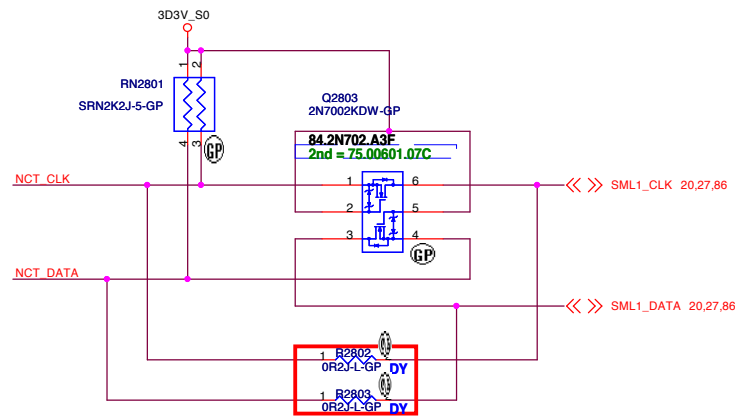 3D3V_S0
1 2
RN2801
SRN2K2J-5-GP
4 3
GP
Q2803
2N7002KDW-GP
84.2N702.A3F
2nd = 75.00601.07C
NCT_CLK
1 6
SML1_CLK 20,27,86
2 5
3 4
GP
NCT_DATA
SML1_DATA 20,27,86
R2802
1
0R2J-L-GP DY
R2803
1
0R2J-L-GP DY